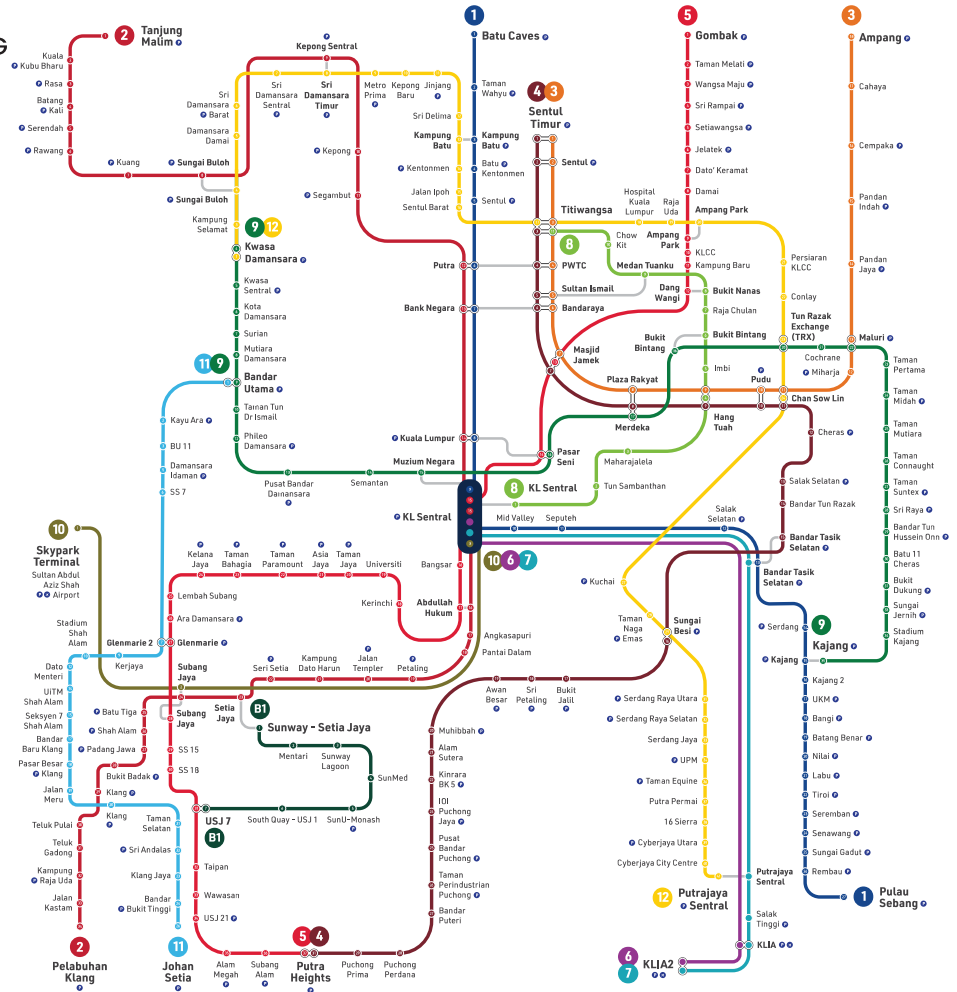 G
2
Tanjung
Malim
1
Batu Caves
5
Gombak
3
Ampang
Kuala
Kubu Bharu
Rasa
Batang
Kali
Serendah
Rawang
Kuang
Sungai Buloh
Sungai Buloh
Kampung
Selamat
Kepong Sentral
Sri
Damansara
Sentral
Sri
Damansara
Timur
Metro
Prima
Kepong
Baru
Jinjang
Sri
Damansara
Barat
Damansara
Damai
Sri Delima
Kampung
Batu
Kentonmen
Jalan Ipoh
Sentul Barat
Kepong
Segambut
Taman
Wahyu
Kampung
Batu
Batu
Kentonmen
Sentul
4
3
Sentul
Timur
Sentul
Titiwangsa
8
PWTC
Sultan Ismail
Bandaraya
Putra
Bank Negara
Taman Melati
Wangsa Maju
Sri Rampai
Setiawangsa
Jelatek
Dato' Keramat
Damai
Ampang Park
Ampang
Park
KLCC
Kampung Baru
Hospital
Kuala
Lumpur
Raja
Uda
Chow
Kit
Medan Tuanku
Dang
Wangi
Bukit Nanas
Raja Chulan
Bukit Bintang
Bukit
Bintang
Imbi
Hang
Tuah
Maharajalela
Tun Sambanthan
8
KL Sentral
Cahaya
Cempaka
Pandan
Indah
Pandan
Jaya
Maluri
Cochrane
Miharja
Persiaran
KLCC
Conlay
Tun Razak
Exchange
(TRX)
Pudu
Chan Sow Lin
Plaza Rakyat
Merdeka
Masjid
Jamek
Pasar
Seni
Kuala Lumpur
Muzium Negara
KL Sentral
10
6
7
9
12
Kwasa
Damansara
Kwasa
Sentral
Kota
Damansara
Surian
Mutiara
Damansara
11
9
Bandar
Utama
Taman Tun
Dr Ismail
Phileo
Damansara
Pusat Bandar
Damansara
Semantan
Kayu Ara
BU 11
Damansara
Idaman
SS 7
Taman
Pertama
Taman
Midah
Taman
Mutiara
Taman
Connaught
Taman
Suntex
Sri Raya
Bandar Tun
Hussein Onn
Batu 11
Cheras
Bukit
Dukung
Sungai
Jernih
Stadium
Kajang
9
Kajang
Cheras
Salak Selatan
Bandar Tun Razak
Bandar Tasik
Selatan
Mid Valley
Seputeh
Salak
Selatan
Bandar Tasik
Selatan
Serdang
Kajang
Kajang 2
UKM
Bangi
Batang Benar
Nilai
Labu
Tiroi
Seremban
Senawang
Sungai Gadut
Rembau
1
Pulau
Sebang
Kuchai
Taman
Naga
Emas
Sungai
Besi
Serdang Raya Utara
Serdang Raya Selatan
Serdang Jaya
UPM
Taman Equine
Putra Permai
16 Sierra
Cyberjaya Utara
Cyberjaya City Centre
12
Putrajaya
Sentral
Putrajaya
Sentral
Salak
Tinggi
KLIA
6
7
KLIA2
10
Skypark
Terminal
Sultan Abdul
Aziz Shah
Airport
Kelana
Jaya
Taman
Bahagia
Taman
Paramount
Asia
Jaya
Taman
Jaya
Universiti
Kerinchi
Bangsar
Abdullah
Hukum
Angkasapuri
Pantai Dalam
Petaling
Jalan
Templer
Kampung
Dato Harun
Seri Setia
Setia
Jaya
Lembah Subang
Ara Damansara
Glenmarie 2
Glenmarie
Subang
Jaya
Subang
Jaya
SS 15
SS 18
Stadium
Shah
Alam
Kerjaya
Dato
Menteri
UiTM
Shah Alam
Seksyen 7
Shah Alam
Bandar
Baru Klang
Pasar Besar
Klang
Jalan
Meru
Batu Tiga
Shah Alam
Padang Jawa
Bukit Badak
Klang
Klang
Teluk Pulai
Teluk
Gadong
Kampung
Raja Uda
Jalan
Kastam
2
Pelabuhan
Klang
Taman
Selatan
Sri Andalas
Klang Jaya
Bandar
Bukit Tinggi
11
Johan
Setia
B1
Sunway - Setia Jaya
Mentari
Sunway
Lagoon
SunMed
SunU-Monash
South Quay - USJ 1
USJ 7
B1
Taipan
Wawasan
USJ 21
Alam
Megah
Subang
Alam
5
4
Putra
Heights
Puchong
Prima
Puchong
Perdana
Bandar
Puteri
Taman
Perindustrian
Puchong
Pusat
Bandar
Puchong
IOI
Puchong
Jaya
Kinrara
BK 5
Alam
Sutera
Muhibbah
Awan
Besar
Sri
Petaling
Bukit
Jalil